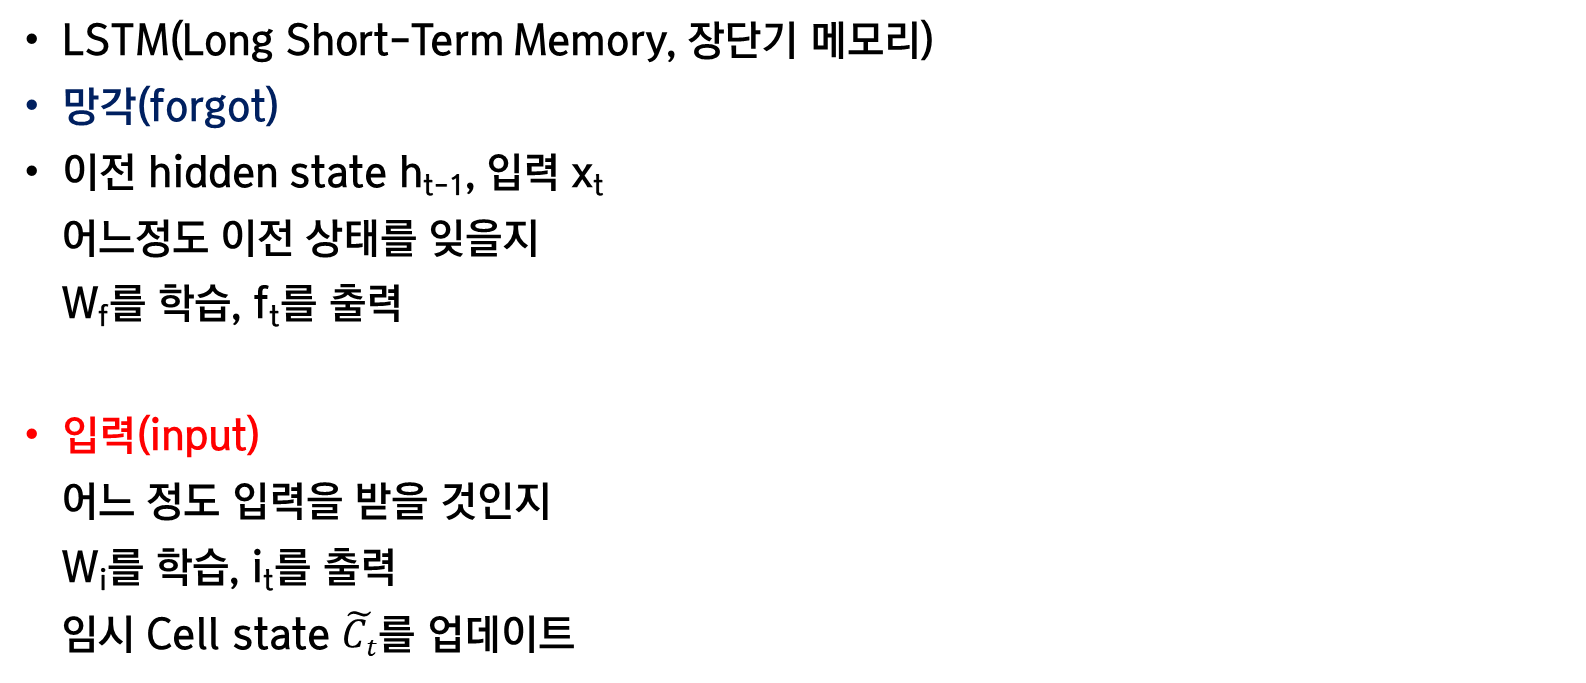 • LSTM(Long Short-Term Memory, 장단기 메모리)
• 망각(forgot)
• 이전 hidden state hₜ₋₁, 입력 xₜ
어느정도 이전 상태를 잊을지
W_f를 학습, fₜ를 출력
• 입력(input)
어느 정도 입력을 받을 것인지
Wᵢ를 학습, iₜ를 출력
임시 Cell state C̃ₜ를 업데이트